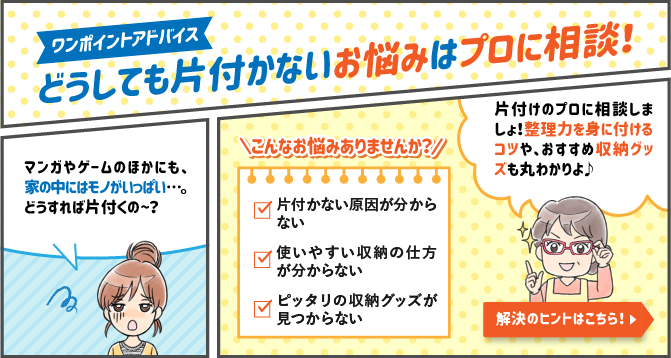 ワンポイントアドバイス
どうしても片付かないお悩みはプロに相談!
マンガやゲームのほかにも、
家の中にはモノがいっぱい…。
どうすれば片付くの~?
\こんなお悩みありませんか?/
片付かない原因が分から
ない
使いやすい収納の仕方
が分からない
ピッタリの収納グッズが
見つからない
片付けのプロに相談しま
しょ!整理力を身に付ける
コツや、おすすめ収納グッ
ズも丸わかりよ♪
解決のヒントはこちら!